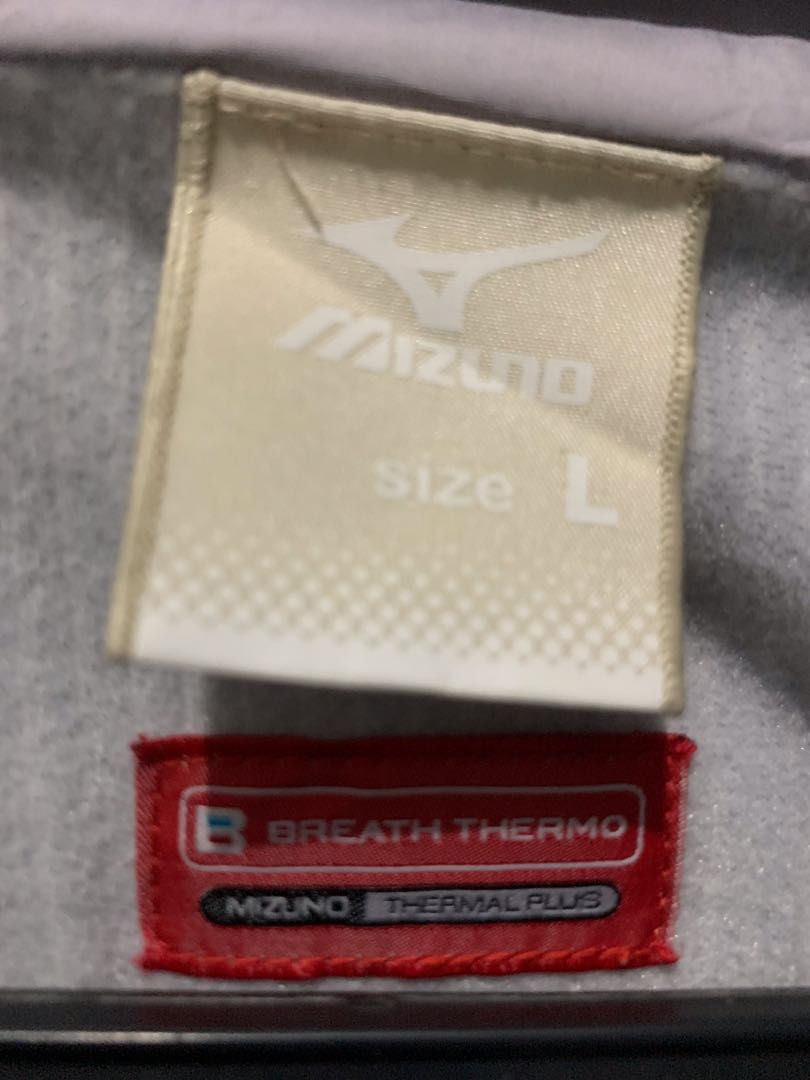 MIZUNO
size L
B BREATH THERMO
MIZUNO THERMAL PLUS